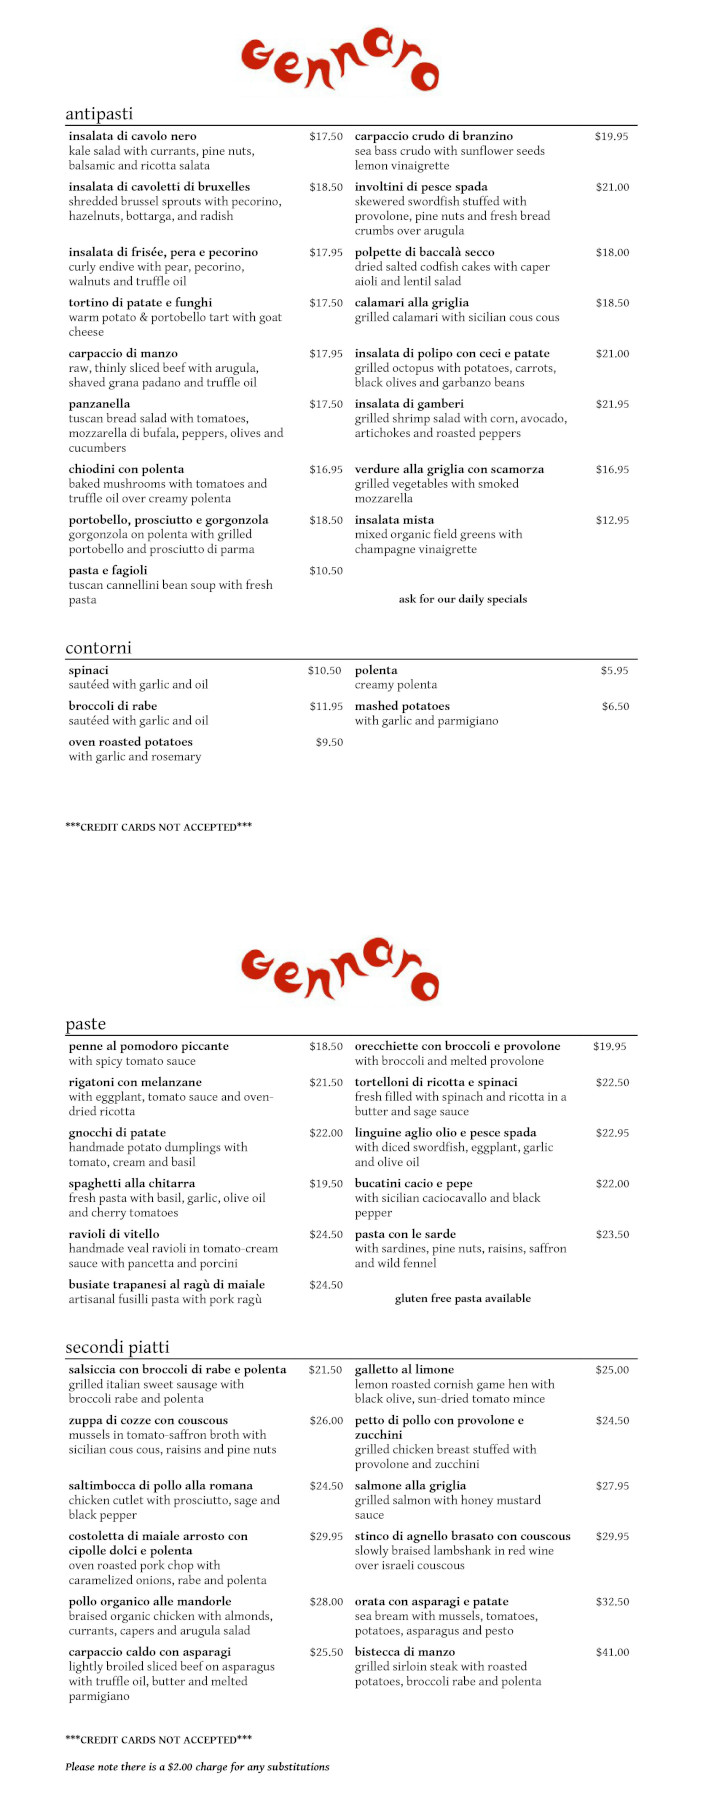 Gennaro
antipasti
insalata di cavolo nero $17.50
kale salad with currants, pine nuts,
balsamic and ricotta salata
insalata di cavoletti di bruxelles $18.50
shredded brussel sprouts with pecorino,
hazelnuts, bottarga, and radish
insalata di frisée, pera e pecorino $17.95
curly endive with pear, pecorino,
walnuts and truffle oil
tortino di patate e funghi $17.50
warm potato & portobello tart with goat
cheese
carpaccio di manzo $17.95
raw, thinly sliced beef with arugula,
shaved grana padano and truffle oil
panzanella $17.50
tuscan bread salad with tomatoes,
mozzarella di bufala, peppers, olives and
cucumbers
chiodini con polenta $16.95
baked mushrooms with tomatoes and
truffle oil over creamy polenta
portobello, prosciutto e gorgonzola $18.50
gorgonzola on polenta with grilled
portobello and prosciutto di parma
pasta e fagioli $10.50
tuscan cannellini bean soup with fresh
pasta
carpaccio crudo di branzino $19.95
sea bass crudo with sunflower seeds
lemon vinaigrette
involtini di pesce spada $21.00
skewered swordfish stuffed with
provolone, pine nuts and fresh bread
crumbs over arugula
polpette di baccalà secco $18.00
dried salted codfish cakes with caper
aioli and lentil salad
calamari alla griglia $18.50
grilled calamari with sicilian cous cous
insalata di polipo con ceci e patate $21.00
grilled octopus with potatoes, carrots,
black olives and garbanzo beans
insalata di gamberi $21.95
grilled shrimp salad with corn, avocado,
artichokes and roasted peppers
verdure alla griglia con scamorza $16.95
grilled vegetables with smoked
mozzarella
insalata mista $12.95
mixed organic field greens with
champagne vinaigrette
ask for our daily specials
contorni
spinaci $10.50
sautéed with garlic and oil
broccoli di rabe $11.95
sautéed with garlic and oil
oven roasted potatoes $9.50
with garlic and rosemary
polenta $5.95
creamy polenta
mashed potatoes $6.50
with garlic and parmigiano
***CREDIT CARDS NOT ACCEPTED***
Gennaro
paste
penne al pomodoro piccante $18.50
with spicy tomato sauce
rigatoni con melanzane $21.50
with eggplant, tomato sauce and oven-
dried ricotta
gnocchi di patate $22.00
handmade potato dumplings with
tomato, cream and basil
spaghetti alla chitarra $19.50
fresh pasta with basil, garlic, olive oil
and cherry tomatoes
ravioli di vitello $24.50
handmade veal ravioli in tomato-cream
sauce with pancetta and porcini
busiate trapanesi al ragù di maiale $24.50
artisanal fusilli pasta with pork ragù
orecchiette con broccoli e provolone $19.95
with broccoli and melted provolone
tortelloni di ricotta e spinaci $22.50
fresh filled with spinach and ricotta in a
butter and sage sauce
linguine aglio olio e pesce spada $22.95
with diced swordfish, eggplant, garlic
and olive oil
bucatini cacio e pepe $22.00
with sicilian caciocavallo and black
pepper
pasta con le sarde $23.50
with sardines, pine nuts, raisins, saffron
and wild fennel
gluten free pasta available
secondi piatti
salsiccia con broccoli di rabe e polenta $21.50
grilled italian sweet sausage with
broccoli rabe and polenta
zuppa di cozze con couscous $26.00
mussels in tomato-saffron broth with
sicilian cous cous, raisins and pine nuts
saltimbocca di pollo alla romana $24.50
chicken cutlet with prosciutto, sage and
black pepper
costoletta di maiale arrosto con $29.95
cipolle dolci e polenta
oven roasted pork chop with
caramelized onions, rabe and polenta
pollo organico alle mandorle $28.00
braised organic chicken with almonds,
currants, capers and arugula salad
carpaccio caldo con asparagi $25.50
lightly broiled sliced beef on asparagus
with truffle oil, butter and melted
parmigiano
galletto al limone $25.00
lemon roasted cornish game hen with
black olive, sun-dried tomato mince
petto di pollo con provolone e $24.50
zucchini
grilled chicken breast stuffed with
provolone and zucchini
salmone alla griglia $27.95
grilled salmon with honey mustard
sauce
stinco di agnello brasato con couscous $29.95
slowly braised lambshank in red wine
over israeli couscous
orata con asparagi e patate $32.50
sea bream with mussels, tomatoes,
potatoes, asparagus and pesto
bistecca di manzo $41.00
grilled sirloin steak with roasted
potatoes, broccoli rabe and polenta
***CREDIT CARDS NOT ACCEPTED***
Please note there is a $2.00 charge for any substitutions